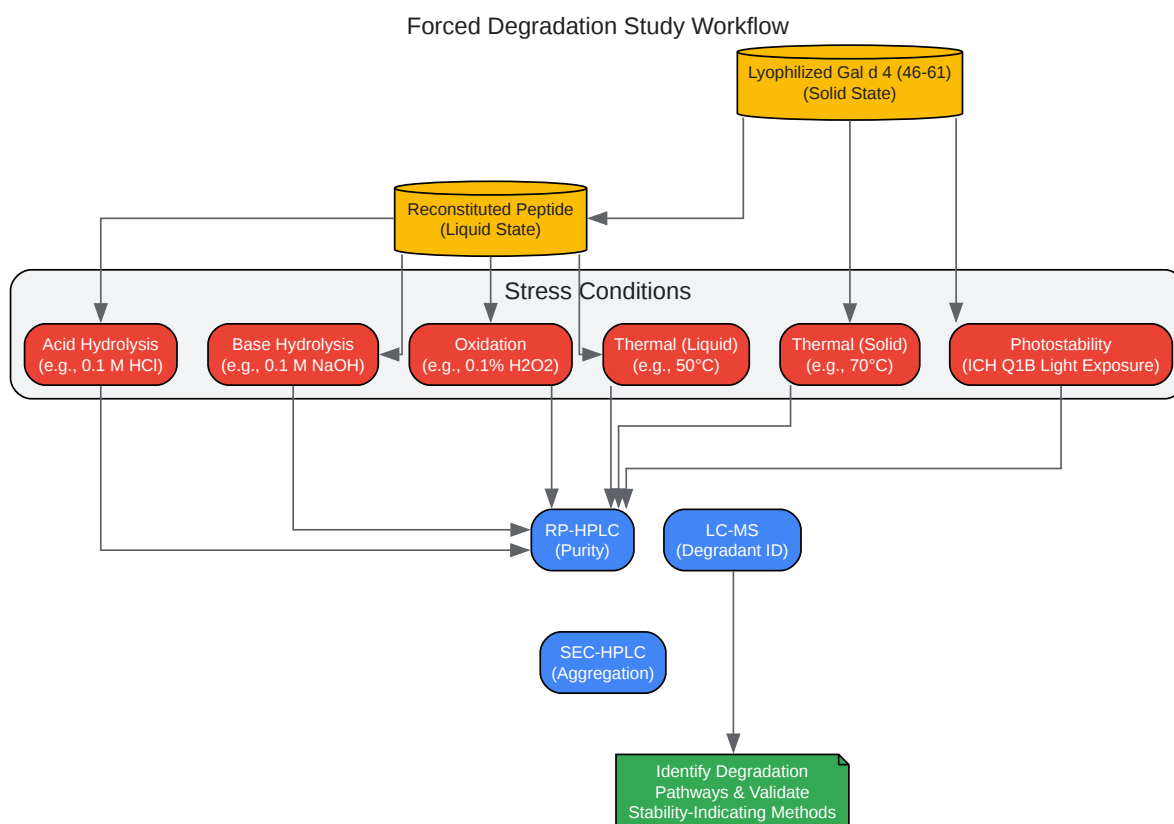 Forced Degradation Study Workflow
Lyophilized Gal d 4 (46-61)
(Solid State)
Reconstituted Peptide
(Liquid State)
Stress Conditions
Acid Hydrolysis
(e.g., 0.1 M HCl)
Base Hydrolysis
(e.g., 0.1 M NaOH)
Oxidation
(e.g., 0.1% H2O2)
Thermal (Liquid)
(e.g., 50°C)
Thermal (Solid)
(e.g., 70°C)
Photostability
(ICH Q1B Light Exposure)
RP-HPLC
(Purity)
LC-MS
(Degradant ID)
SEC-HPLC
(Aggregation)
Identify Degradation
Pathways & Validate
Stability-Indicating Methods